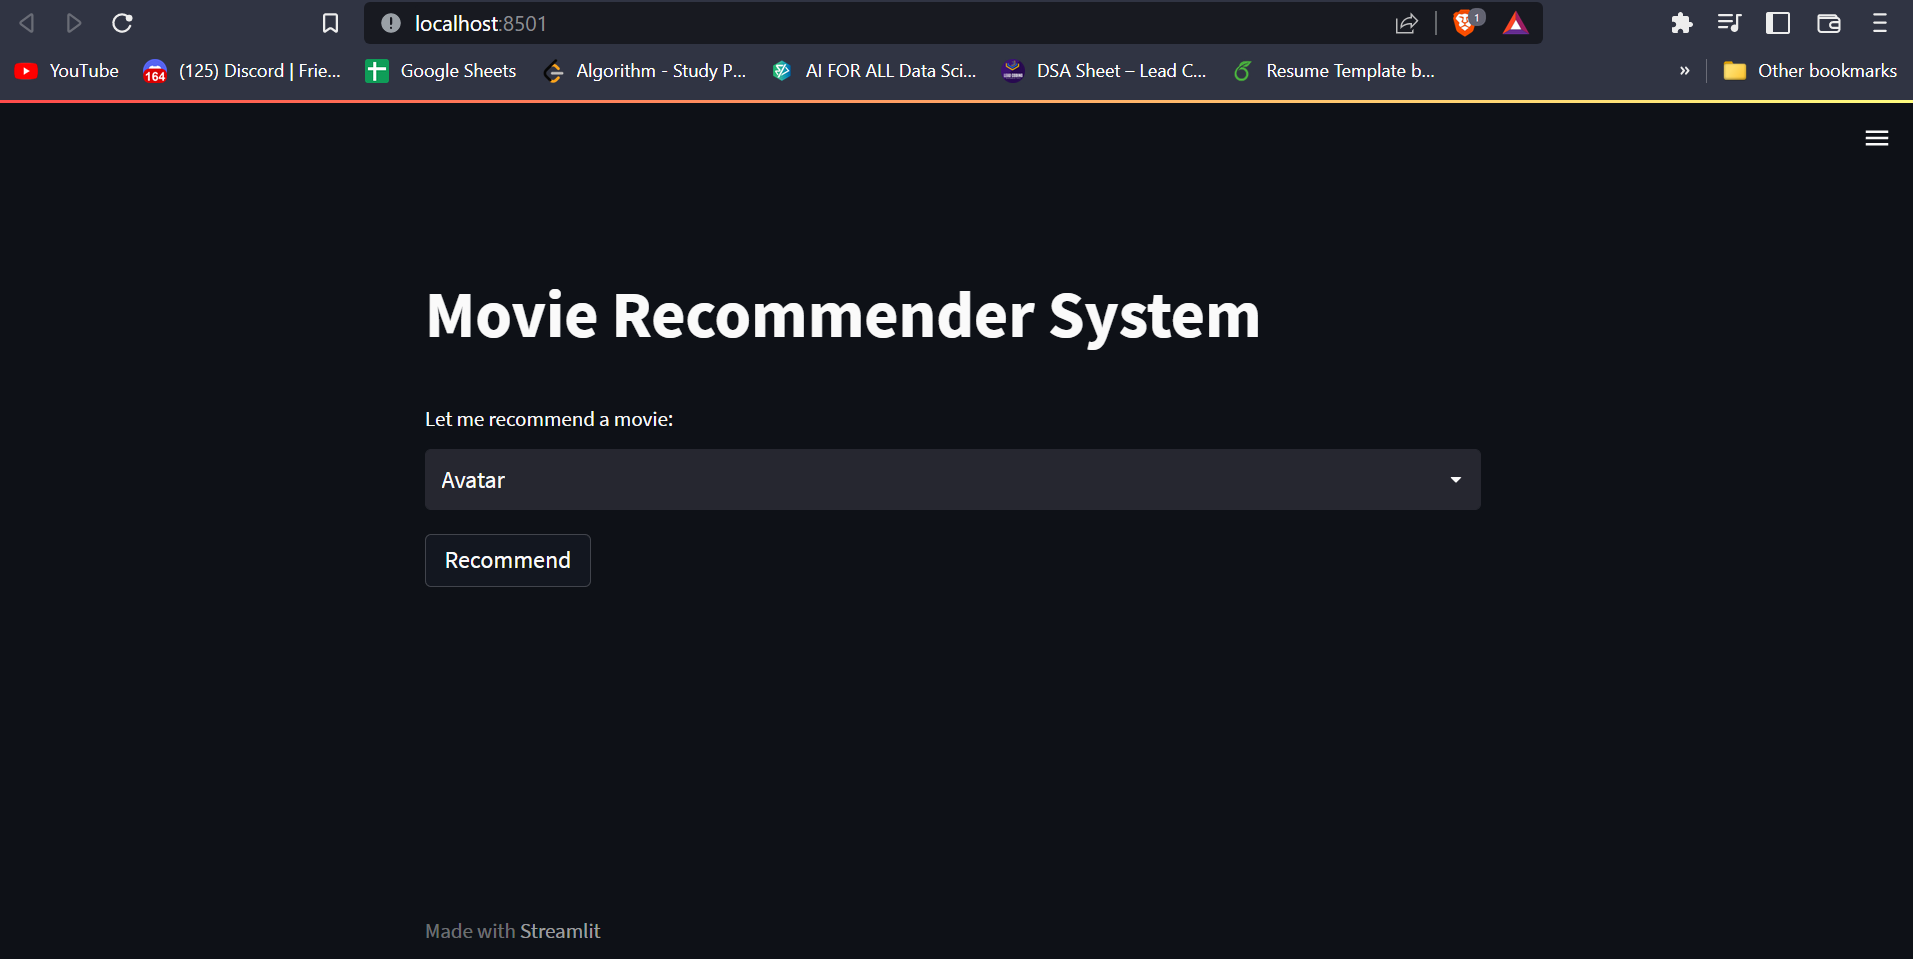 localhost:8501
1
YouTube
164
(125) Discord | Frie...
Google Sheets
Algorithm - Study P...
AI FOR ALL Data Sci...
DSA Sheet – Lead C...
Resume Template b...
»
Other bookmarks
Movie Recommender System
Let me recommend a movie:
Avatar
Recommend
Made with Streamlit